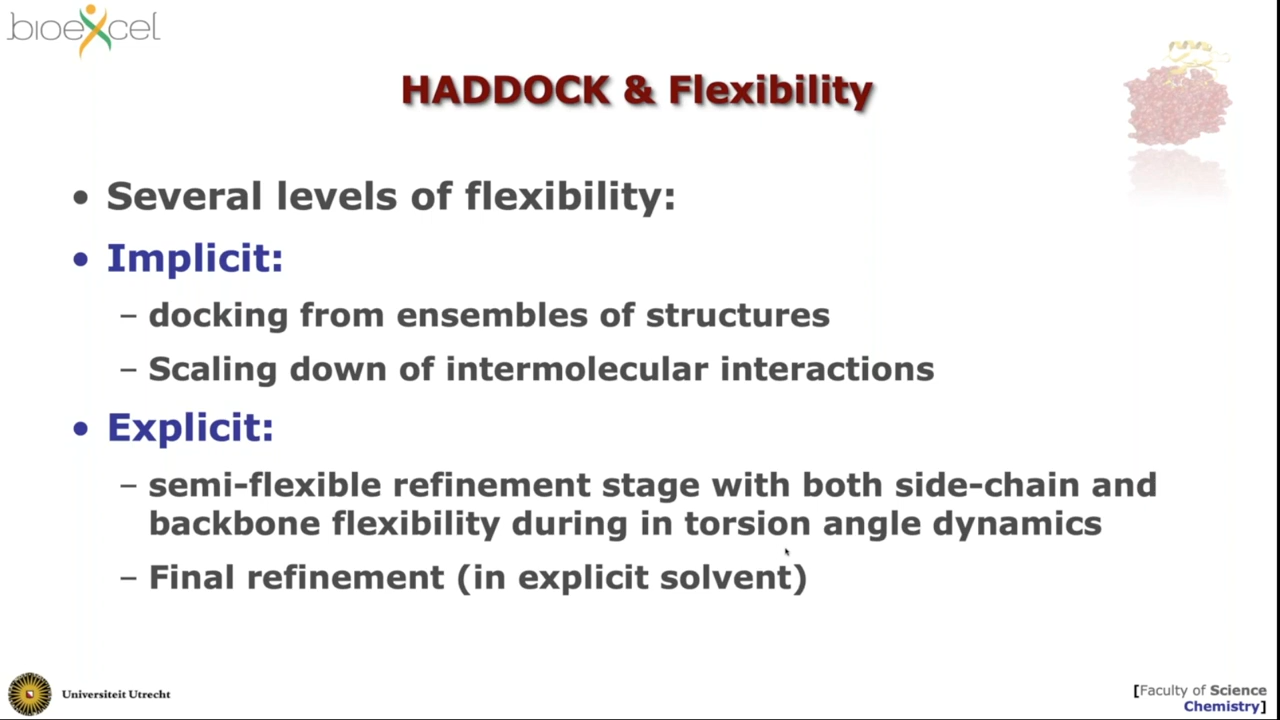 bioexcel
HADDOCK & Flexibility
• Several levels of flexibility:
• Implicit:
– docking from ensembles of structures
– Scaling down of intermolecular interactions
• Explicit:
– semi-flexible refinement stage with both side-chain and
backbone flexibility during in torsion angle dynamics
– Final refinement (in explicit solvent)
Universiteit Utrecht
[Faculty of Science
Chemistry]